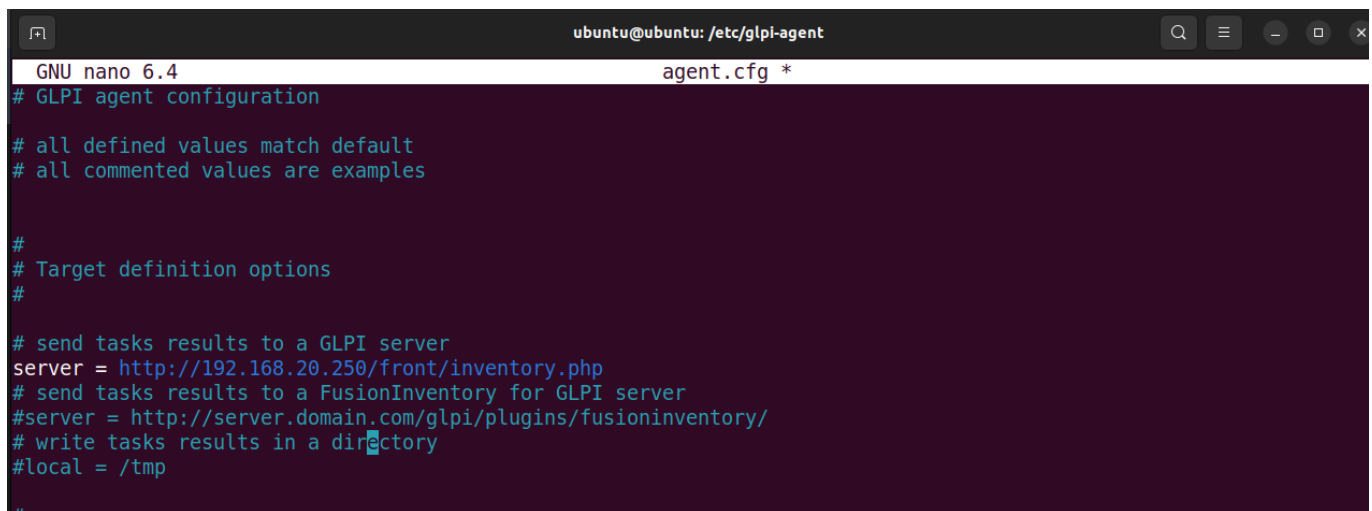 ubuntu@ubuntu: /etc/glpi-agent
GNU nano 6.4 agent.cfg *
# GLPI agent configuration
# all defined values match default
# all commented values are examples
#
# Target definition options
#
# send tasks results to a GLPI server
server = http://192.168.20.250/front/inventory.php
# send tasks results to a FusionInventory for GLPI server
#server = http://server.domain.com/glpi/plugins/fusioninventory/
# write tasks results in a directory
#local = /tmp
#